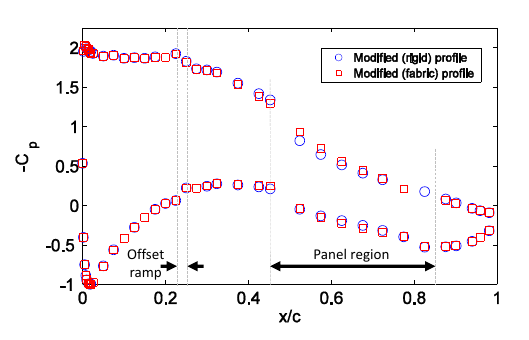 2
1.5
1
0.5
0
-0.5
-1
-C_p
Modified (rigid) profile
Modified (fabric) profile
Offset
ramp
Panel region
0 0.2 0.4 0.6 0.8 1
x/c